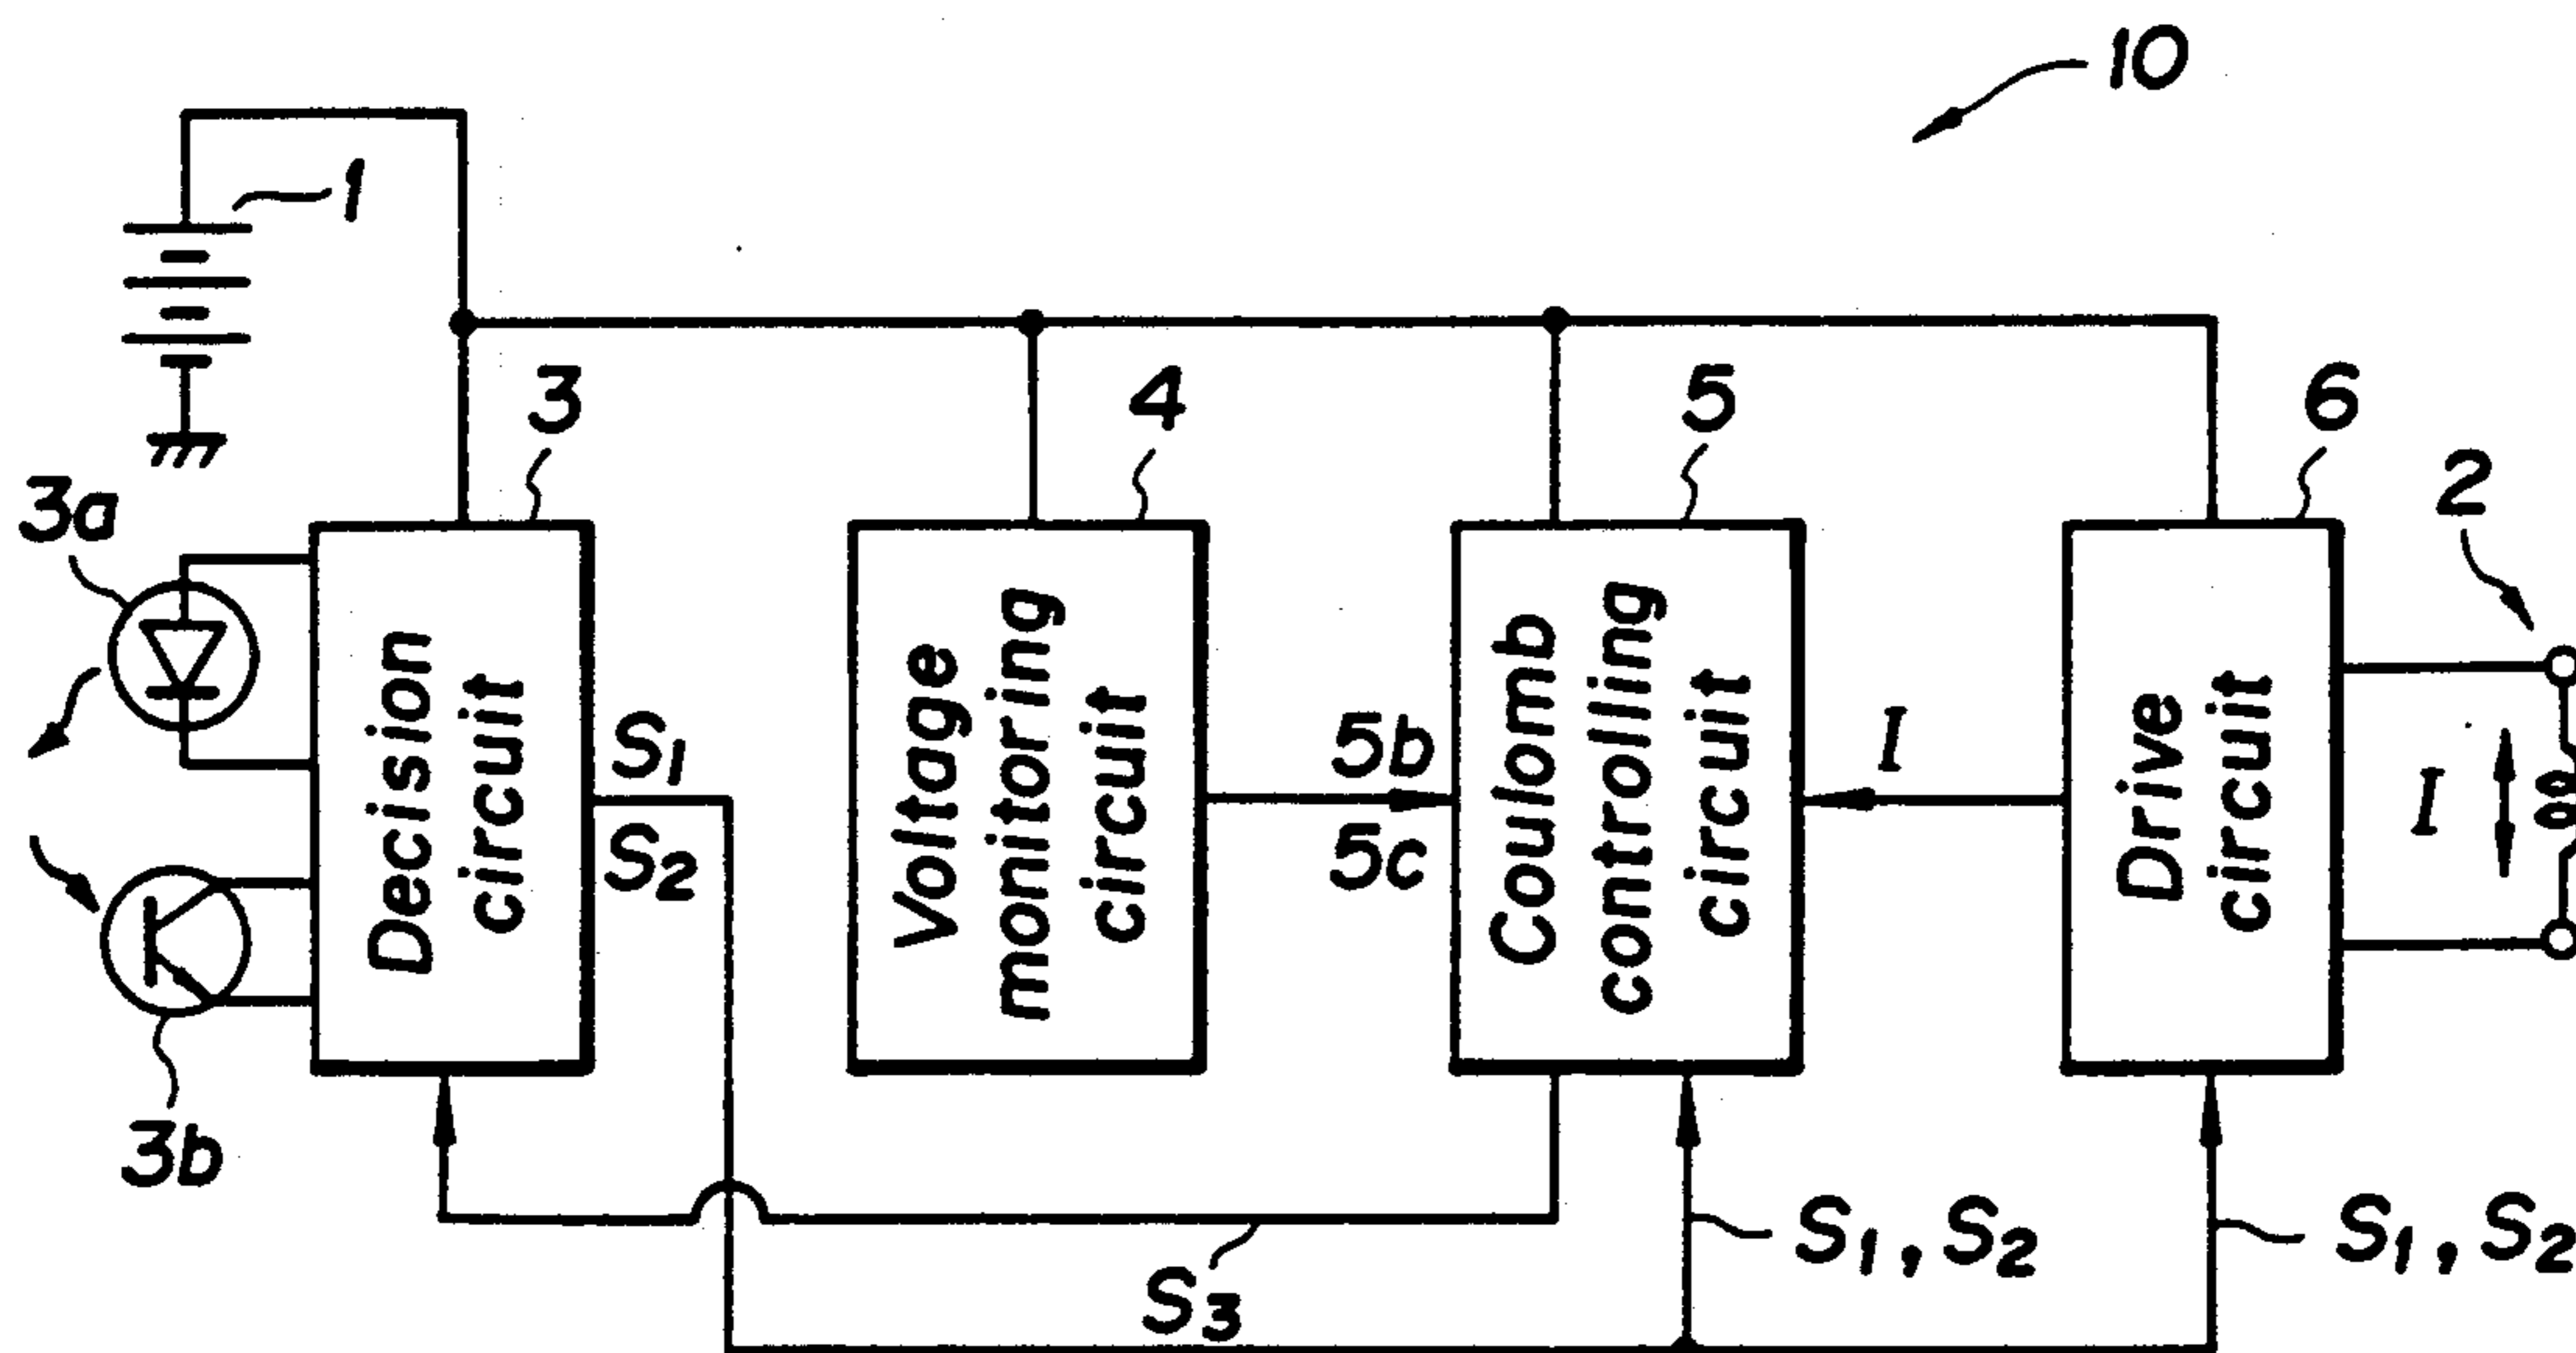 10
1
3
4
5
6
2
3a
3b
Decision
circuit
Voltage
monitoring
circuit
Coulomb
controlling
circuit
Drive
circuit
S1
S2
5b
5c
I
I
S3
S1, S2
S1, S2